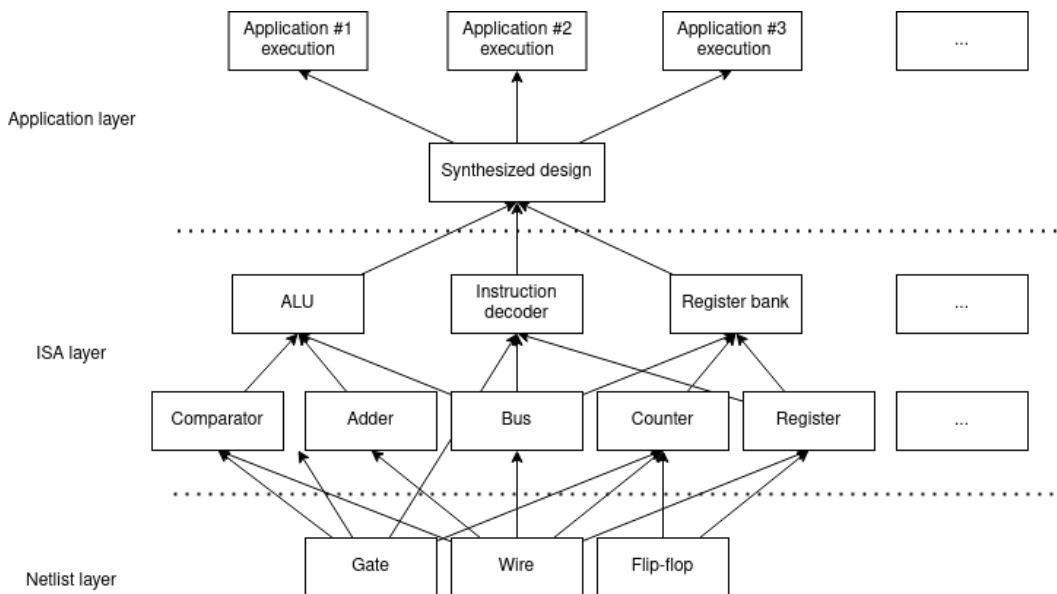 Application #1
execution
Application #2
execution
Application #3
execution
...
Application layer
Synthesized design
ALU
Instruction
decoder
Register bank
...
ISA layer
Comparator
Adder
Bus
Counter
Register
...
Gate
Wire
Flip-flop
Netlist layer